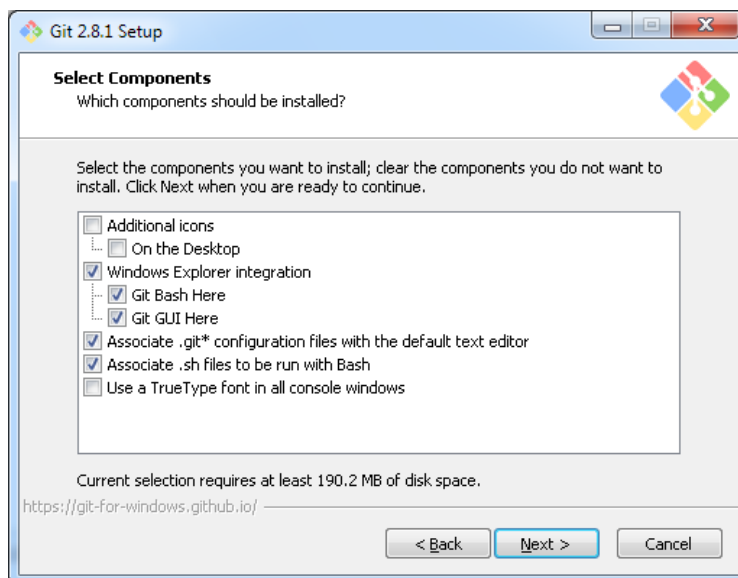 Git 2.8.1 Setup
Select Components
Which components should be installed?
Select the components you want to install; clear the components you do not want to
install. Click Next when you are ready to continue.
Additional icons
On the Desktop
Windows Explorer integration
Git Bash Here
Git GUI Here
Associate .git* configuration files with the default text editor
Associate .sh files to be run with Bash
Use a TrueType font in all console windows
Current selection requires at least 190.2 MB of disk space.
https://git-for-windows.github.io/
< Back
Next >
Cancel